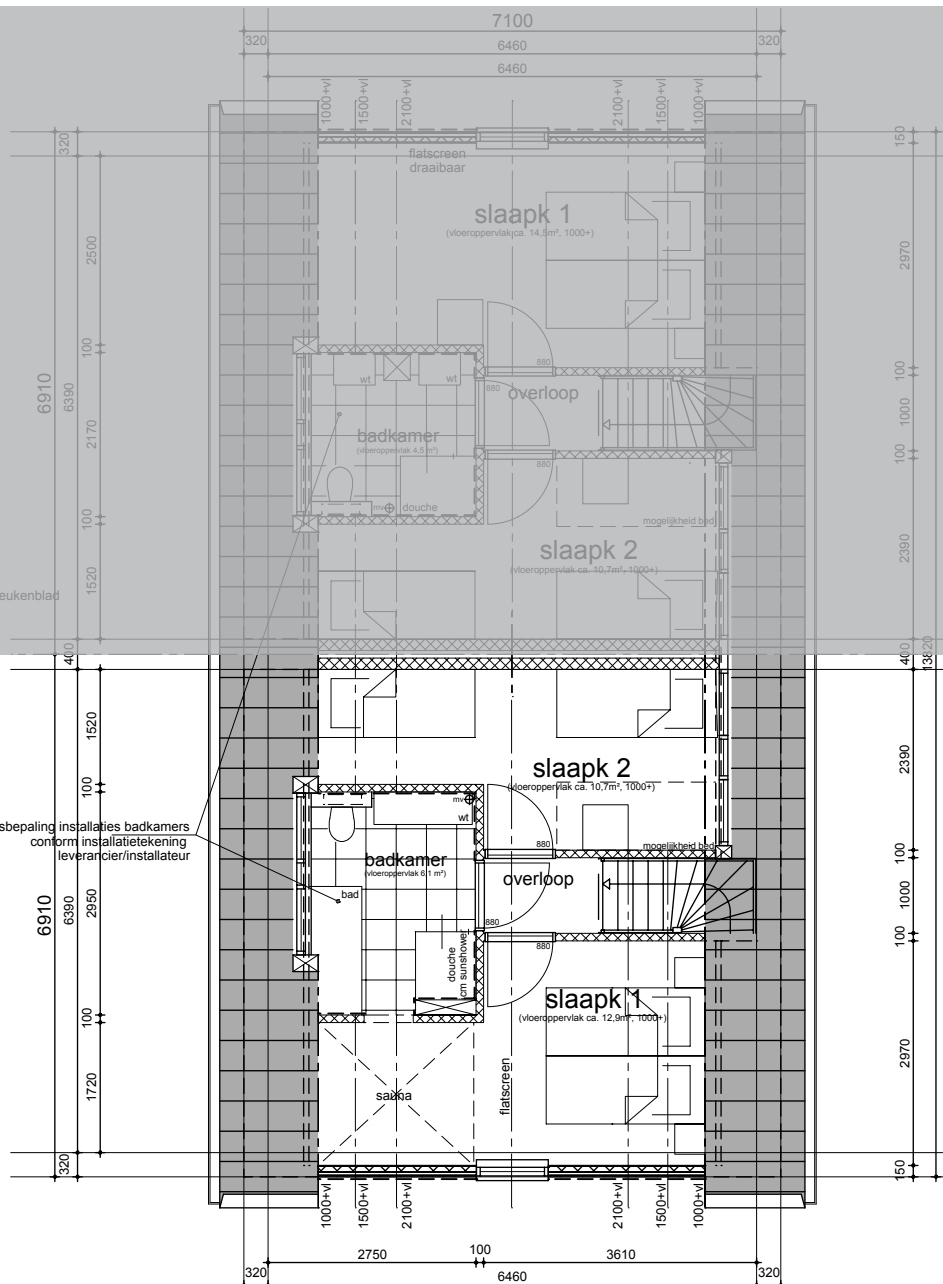 7100
320
6460
320
6460
1000+vl
1500+vl
2100+vl
2100+vl
1500+vl
1000+vl
320
150
flatscreen
draaibaar
slaapk 1
(vloeroppervlak ca. 14,5m², 1000+)
2500
2970
880
100
100
6910
6390
wt
wt
880
overloop
1000
badkamer
(vloeroppervlak 4,5 m²)
2170
880
100
mv
douche
mogelijkheid bed
100
slaapk 2
(vloeroppervlak ca. 10,7m², 1000+)
2390
1520
eukenblad
400
400
13820
1520
2390
slaapk 2
(vloeroppervlak ca. 10,7m², 1000+)
100
mv
wt
sbepaling installaties badkamers
conform installatietekening
leverancier/installateur
mogelijkheid bed
880
100
badkamer
(vloeroppervlak 6,1 m²)
overloop
bad
6910
6390
2950
1000
880
880
100
douche
cm sunshower
slaapk 1
(vloeroppervlak ca. 12,9m², 1000+)
100
2970
1720
sauna
flatscreen
320
150
1000+vl
1500+vl
2100+vl
2100+vl
1500+vl
1000+vl
2750
100
3610
320
6460
320